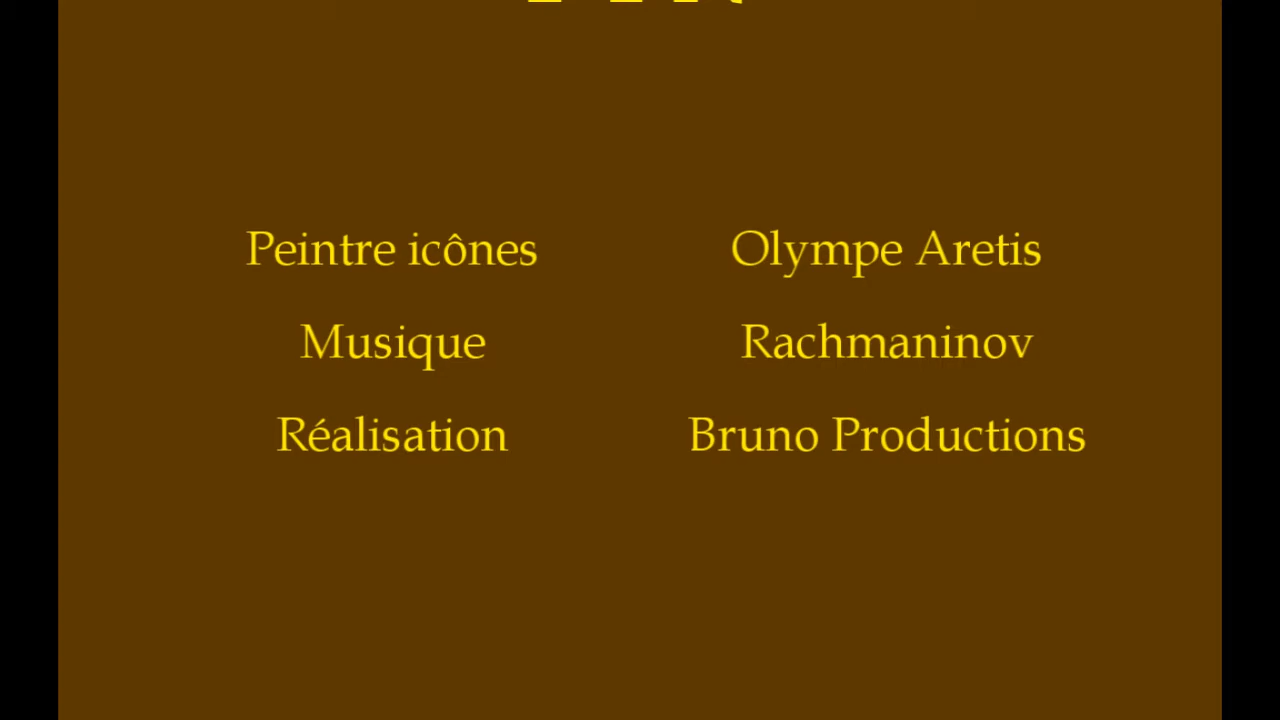 Peintre icônes Olympe Aretis
Musique Rachmaninov
Réalisation Bruno Productions